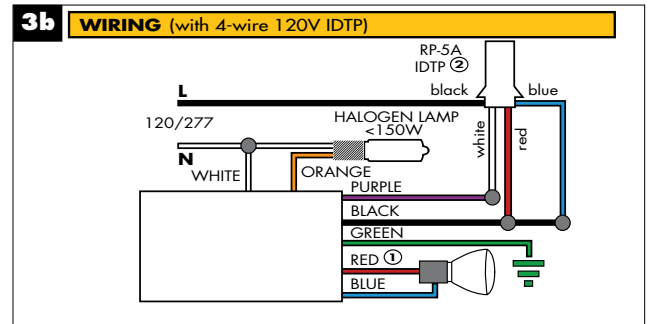 3b WIRING (with 4-wire 120V IDTP)
RP-5A
IDTP ②
black
blue
L
120/277
HALOGEN LAMP
<150W
white
red
N
WHITE
ORANGE
PURPLE
BLACK
GREEN
RED ①
BLUE